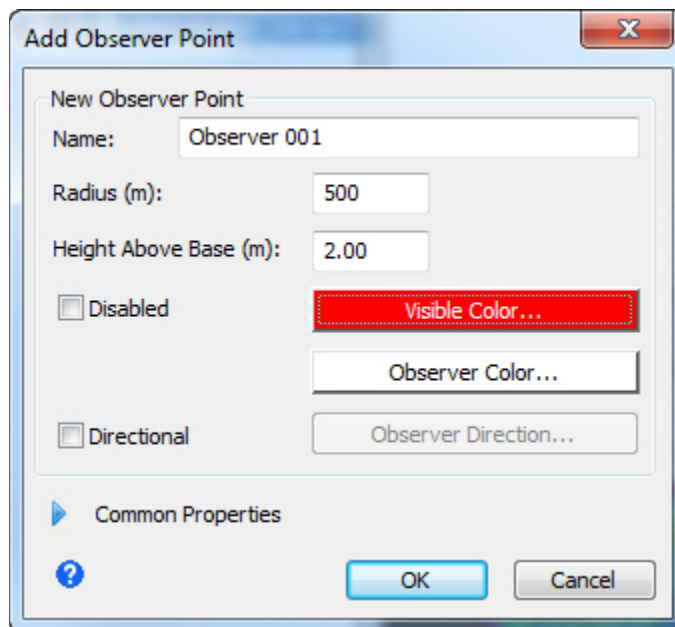 Add Observer Point
New Observer Point
Name: Observer 001
Radius (m): 500
Height Above Base (m): 2.00
Disabled Visible Color...
Observer Color...
Directional Observer Direction...
Common Properties
OK Cancel